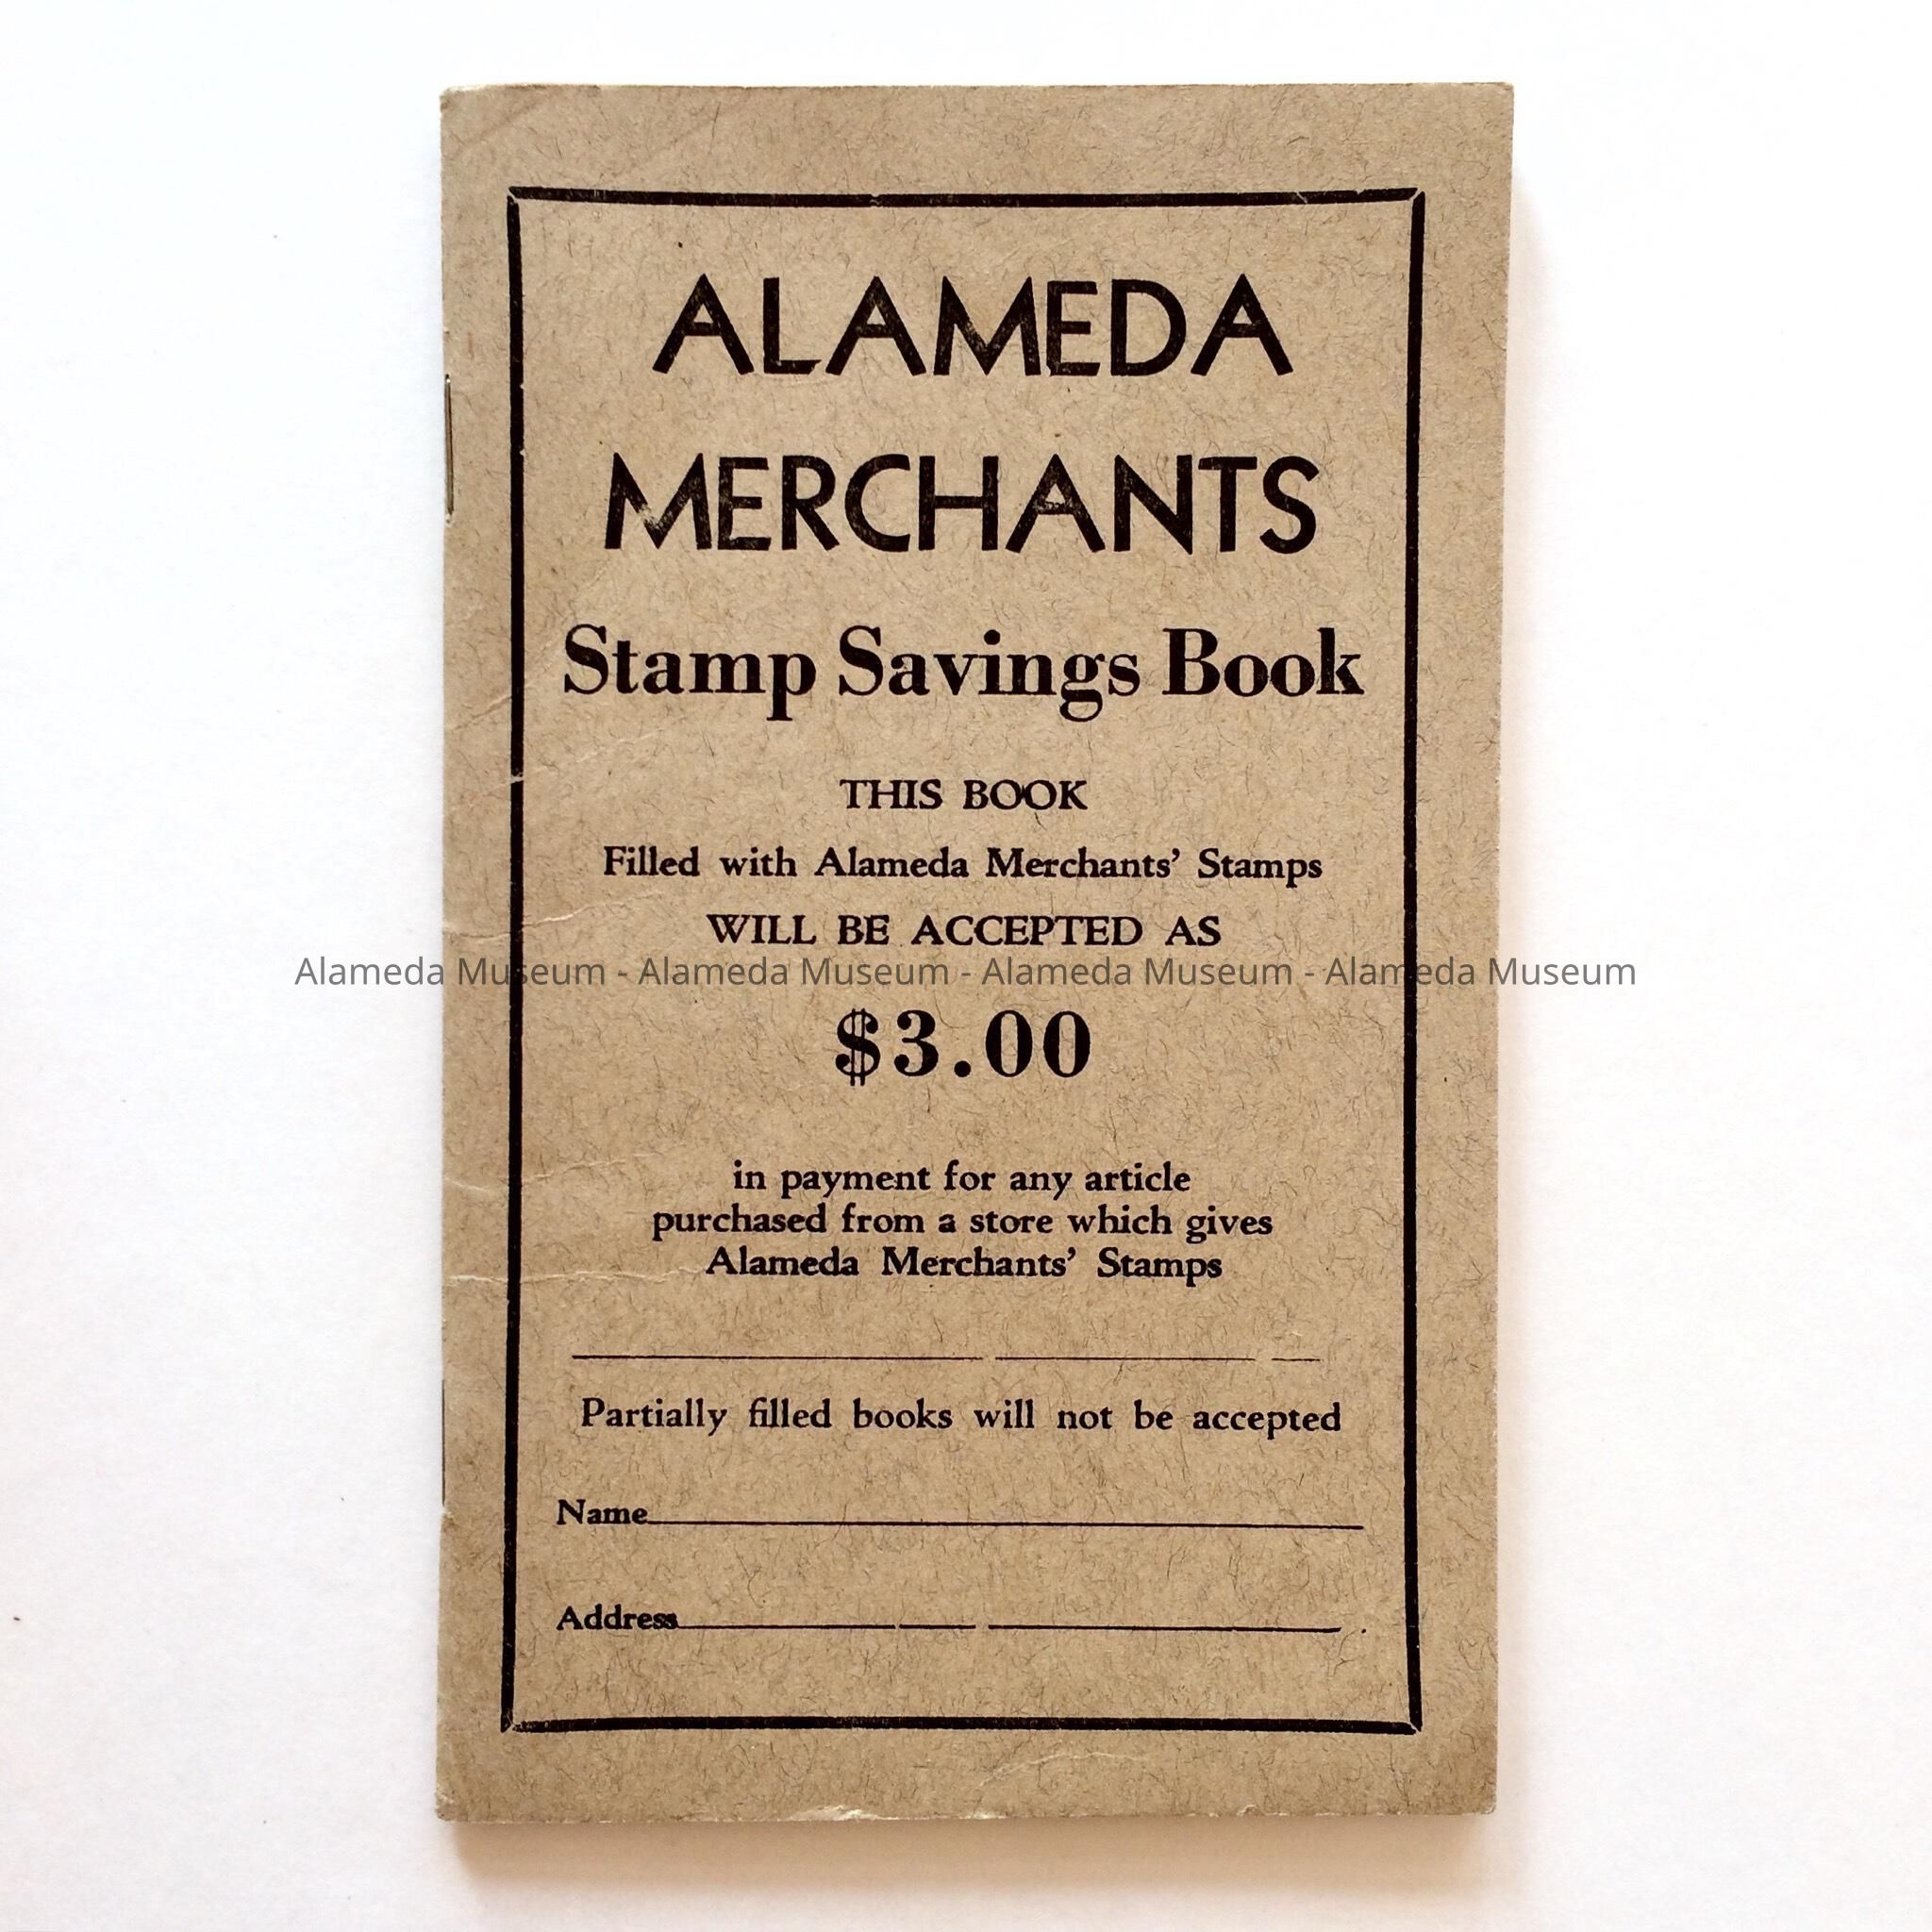 ALAMEDA
MERCHANTS
Stamp Savings Book
THIS BOOK
Filled with Alameda Merchants' Stamps
WILL BE ACCEPTED AS
Alameda Museum - Alameda Museum - Alameda Museum - Alameda Museum
$3.00
in payment for any article
purchased from a store which gives
Alameda Merchants' Stamps
Partially filled books will not be accepted
Name
Address